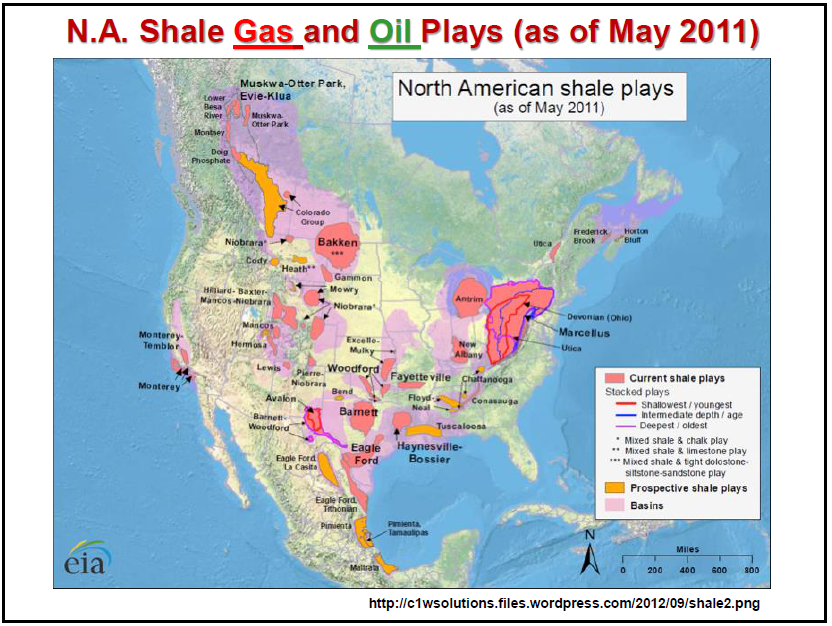 N.A. Shale Gas and Oil Plays (as of May 2011)
North American shale plays
(as of May 2011)
Muskwa-Otter Park,
Evie-Klua
Lower
Besa
River
Muskwa-
Otter Park
Montney
Doig
Phosphate
Colorado
Group
Niobrara*
Bakken
***
Cody
Heath**
Gammon
Mowry
Hilliard- Baxter-
Mancos-Niobrara
Niobrara*
Mancos
Hermosa
Lewis
Pierre-
Niobrara
Monterey-
Temblor
Monterey
Excello-
Mulky
Woodford
Bend
Avalon
Barnett-
Woodford
Barnett
Fayetteville
Antrim
New
Albany
Chattanooga
Floyd-
Neal
Conasauga
Tuscaloosa
Haynesville-
Bossier
Eagle
Ford
Eagle Ford,
La Casita
Eagle Ford,
Tithonian
Pimienta
Pimienta,
Tamaulipas
Maltrata
Utica
Frederick
Brook
Horton
Bluff
Devonian (Ohio)
Marcellus
Utica
Current shale plays
Stacked plays
Shallowest / youngest
Intermediate depth / age
Deepest / oldest
* Mixed shale & chalk play
** Mixed shale & limestone play
*** Mixed shale & tight dolostone-
siltstone-sandstone play
Prospective shale plays
Basins
N
Miles
0 200 400 600 800
eia
http://c1wsolutions.files.wordpress.com/2012/09/shale2.png